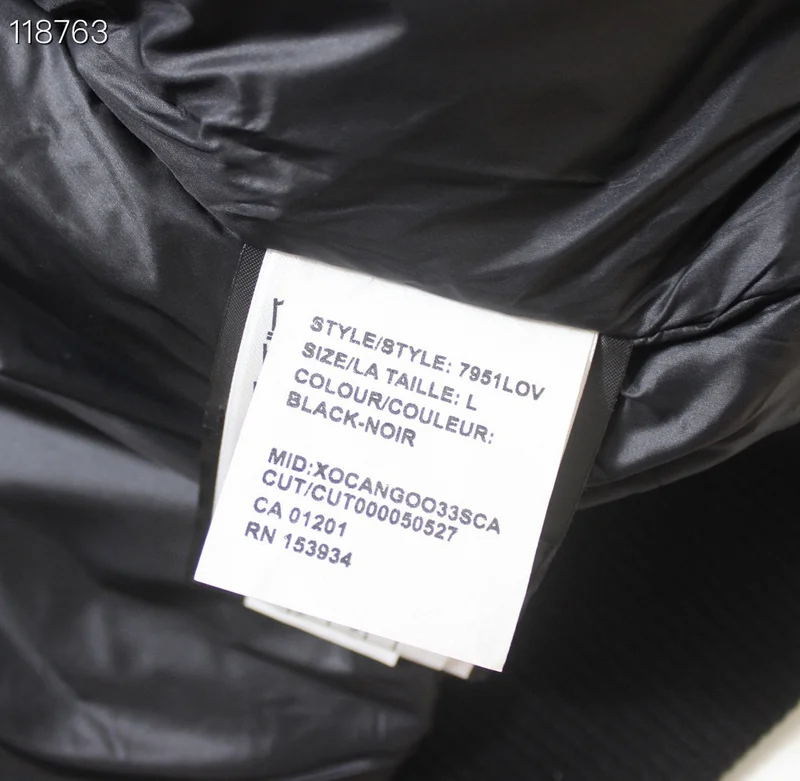 118763
STYLE/STYLE: 7951LOV
SIZE/LA TAILLE: L
COLOUR/COULEUR:
BLACK-NOIR
MID:XOCANGOO33SCA
CUT/CUT000050527
CA 01201
RN 153934